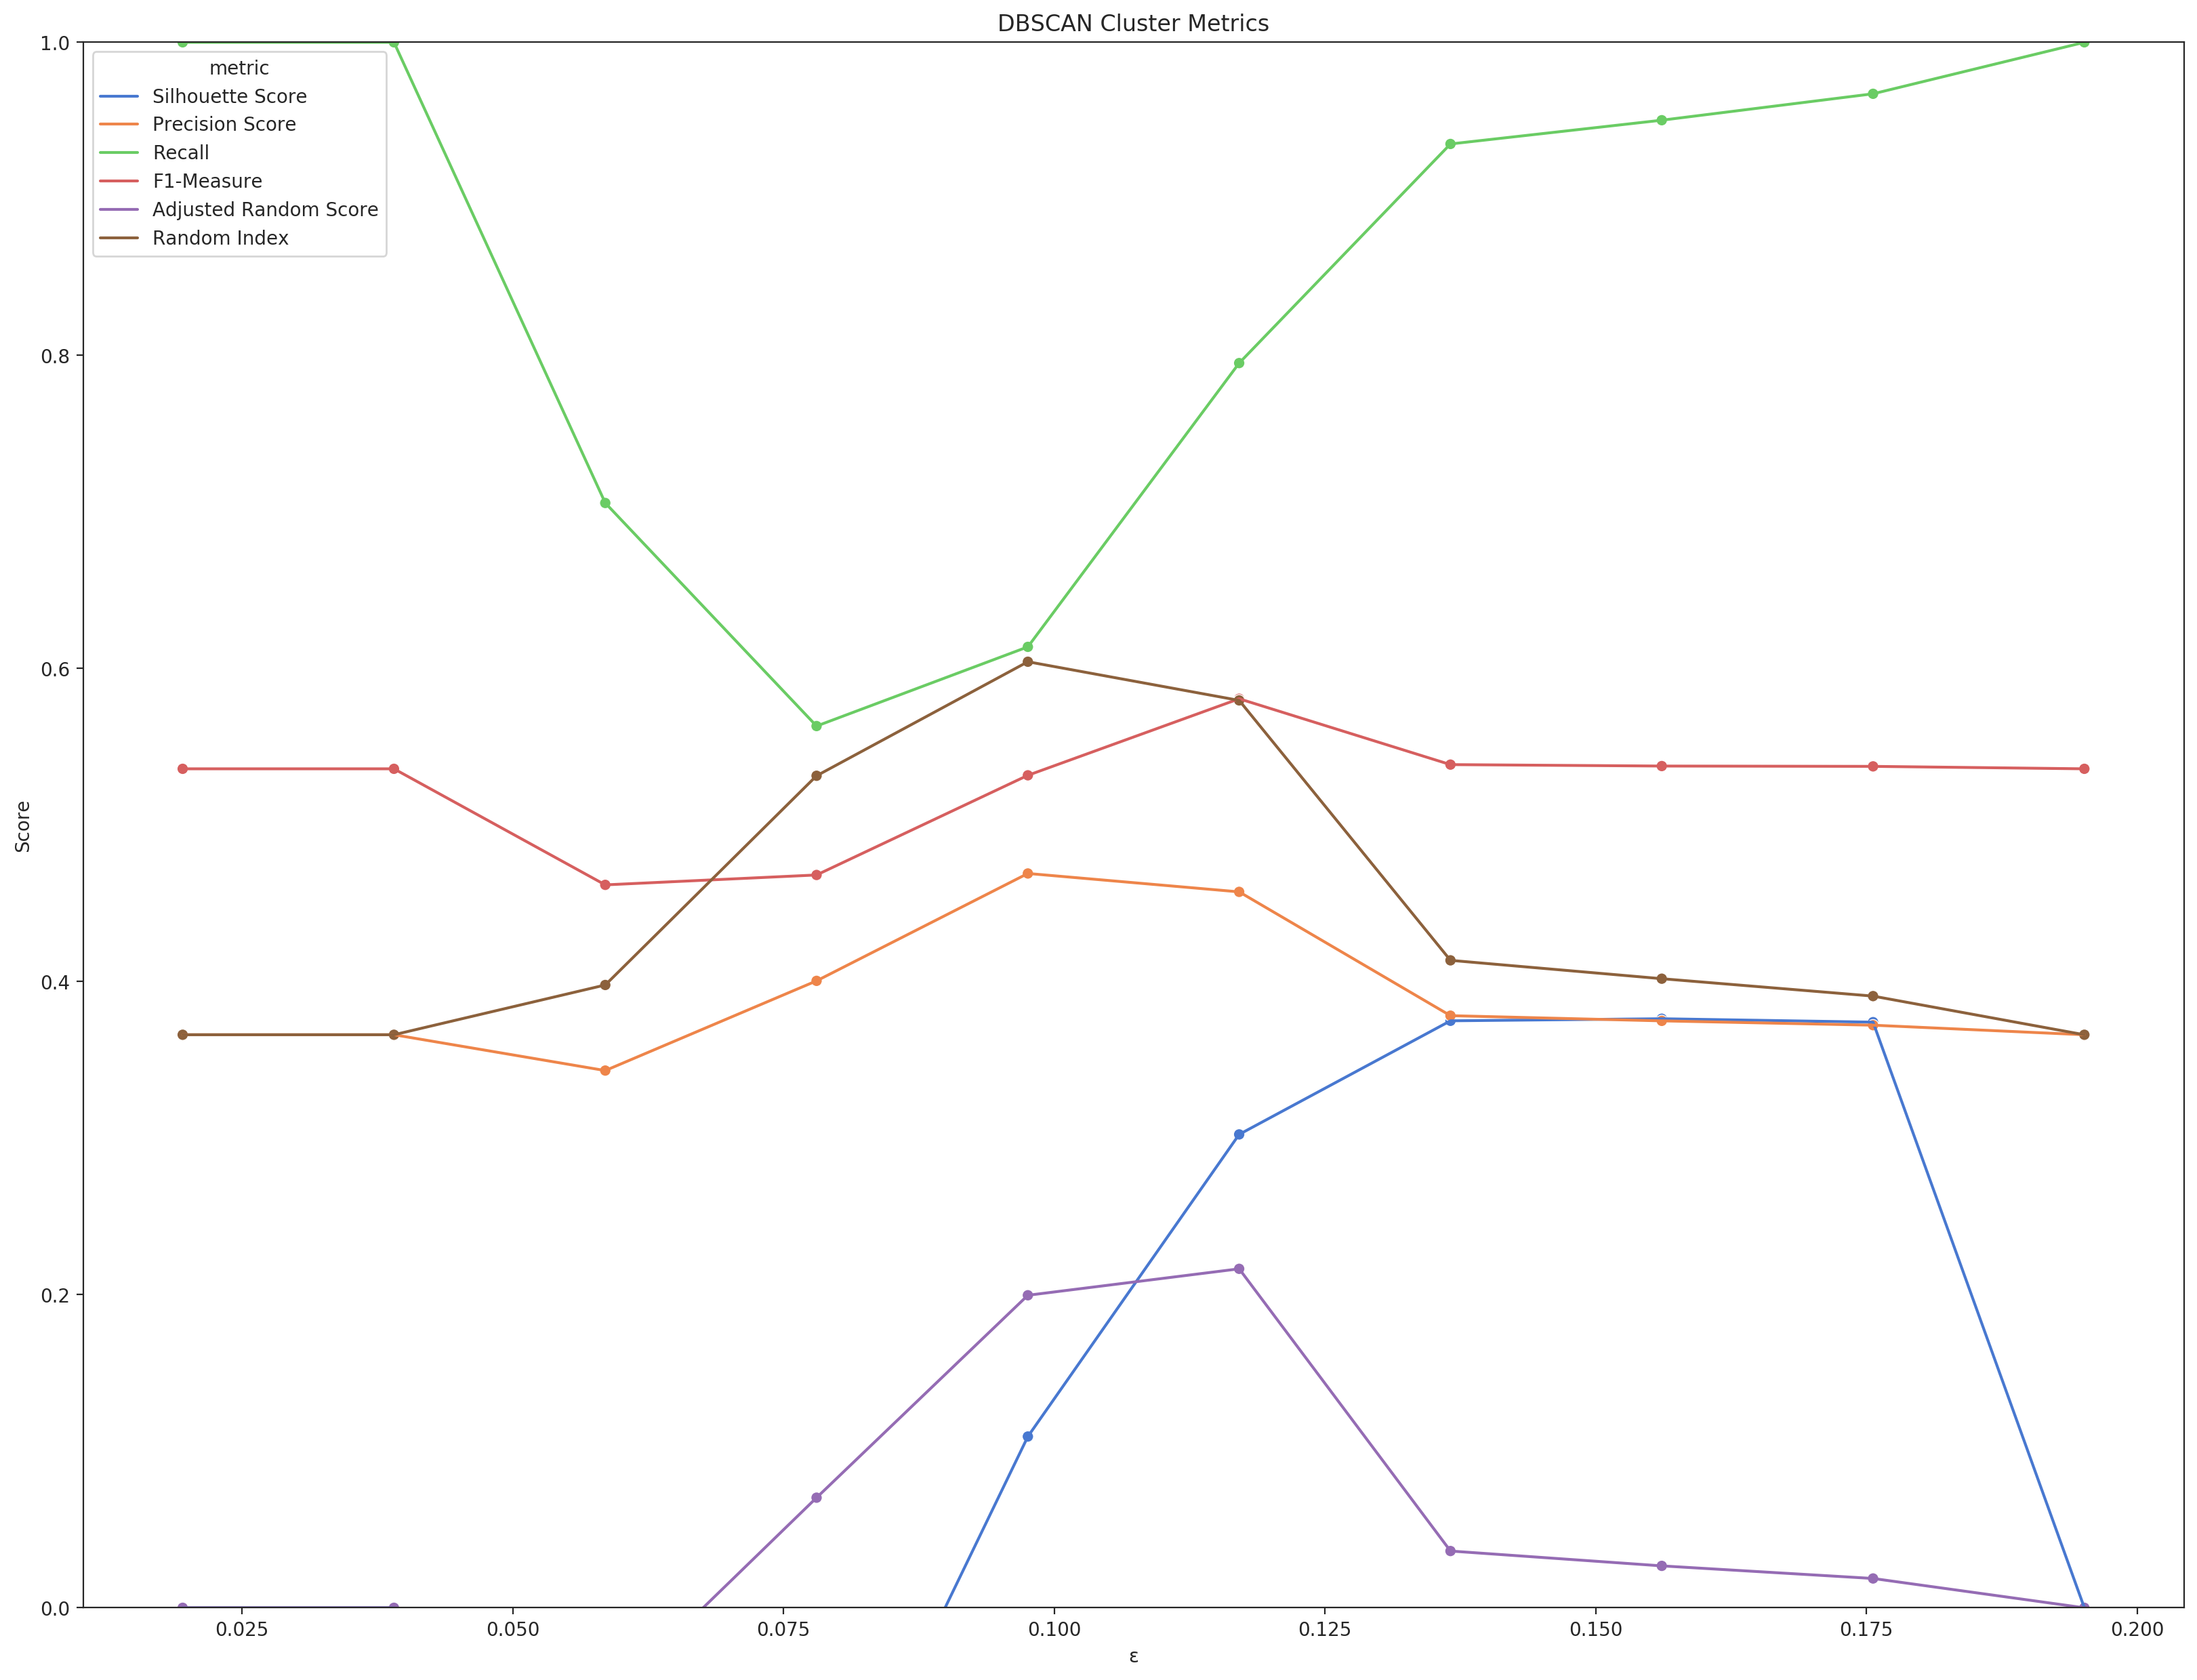 DBSCAN Cluster Metrics
1.0
metric
Silhouette Score
Precision Score
Recall
F1-Measure
Adjusted Random Score
Random Index
0.8
0.6
Score
0.4
0.2
0.0
0.025 0.050 0.075 0.100 0.125 0.150 0.175 0.200
ε